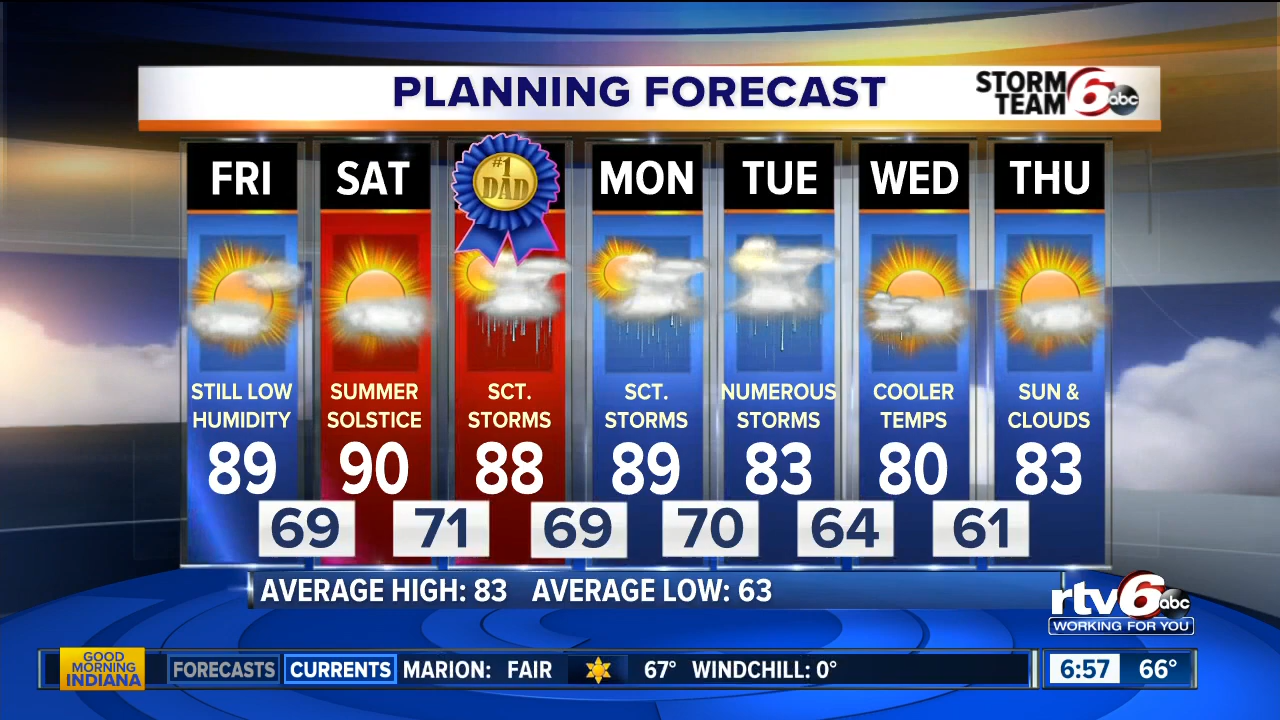 PLANNING FORECAST
STORM
TEAM 6 abc
FRI
SAT
#1
DAD
MON
TUE
WED
THU
STILL LOW
HUMIDITY
SUMMER
SOLSTICE
SCT.
STORMS
SCT.
STORMS
NUMEROUS
STORMS
COOLER
TEMPS
SUN &
CLOUDS
89
90
88
89
83
80
83
69
71
69
70
64
61
AVERAGE HIGH: 83 AVERAGE LOW: 63
rtv6 abc
WORKING FOR YOU
GOOD
MORNING
INDIANA
FORECASTS CURRENTS MARION: FAIR 67° WINDCHILL: 0°
6:57 66°